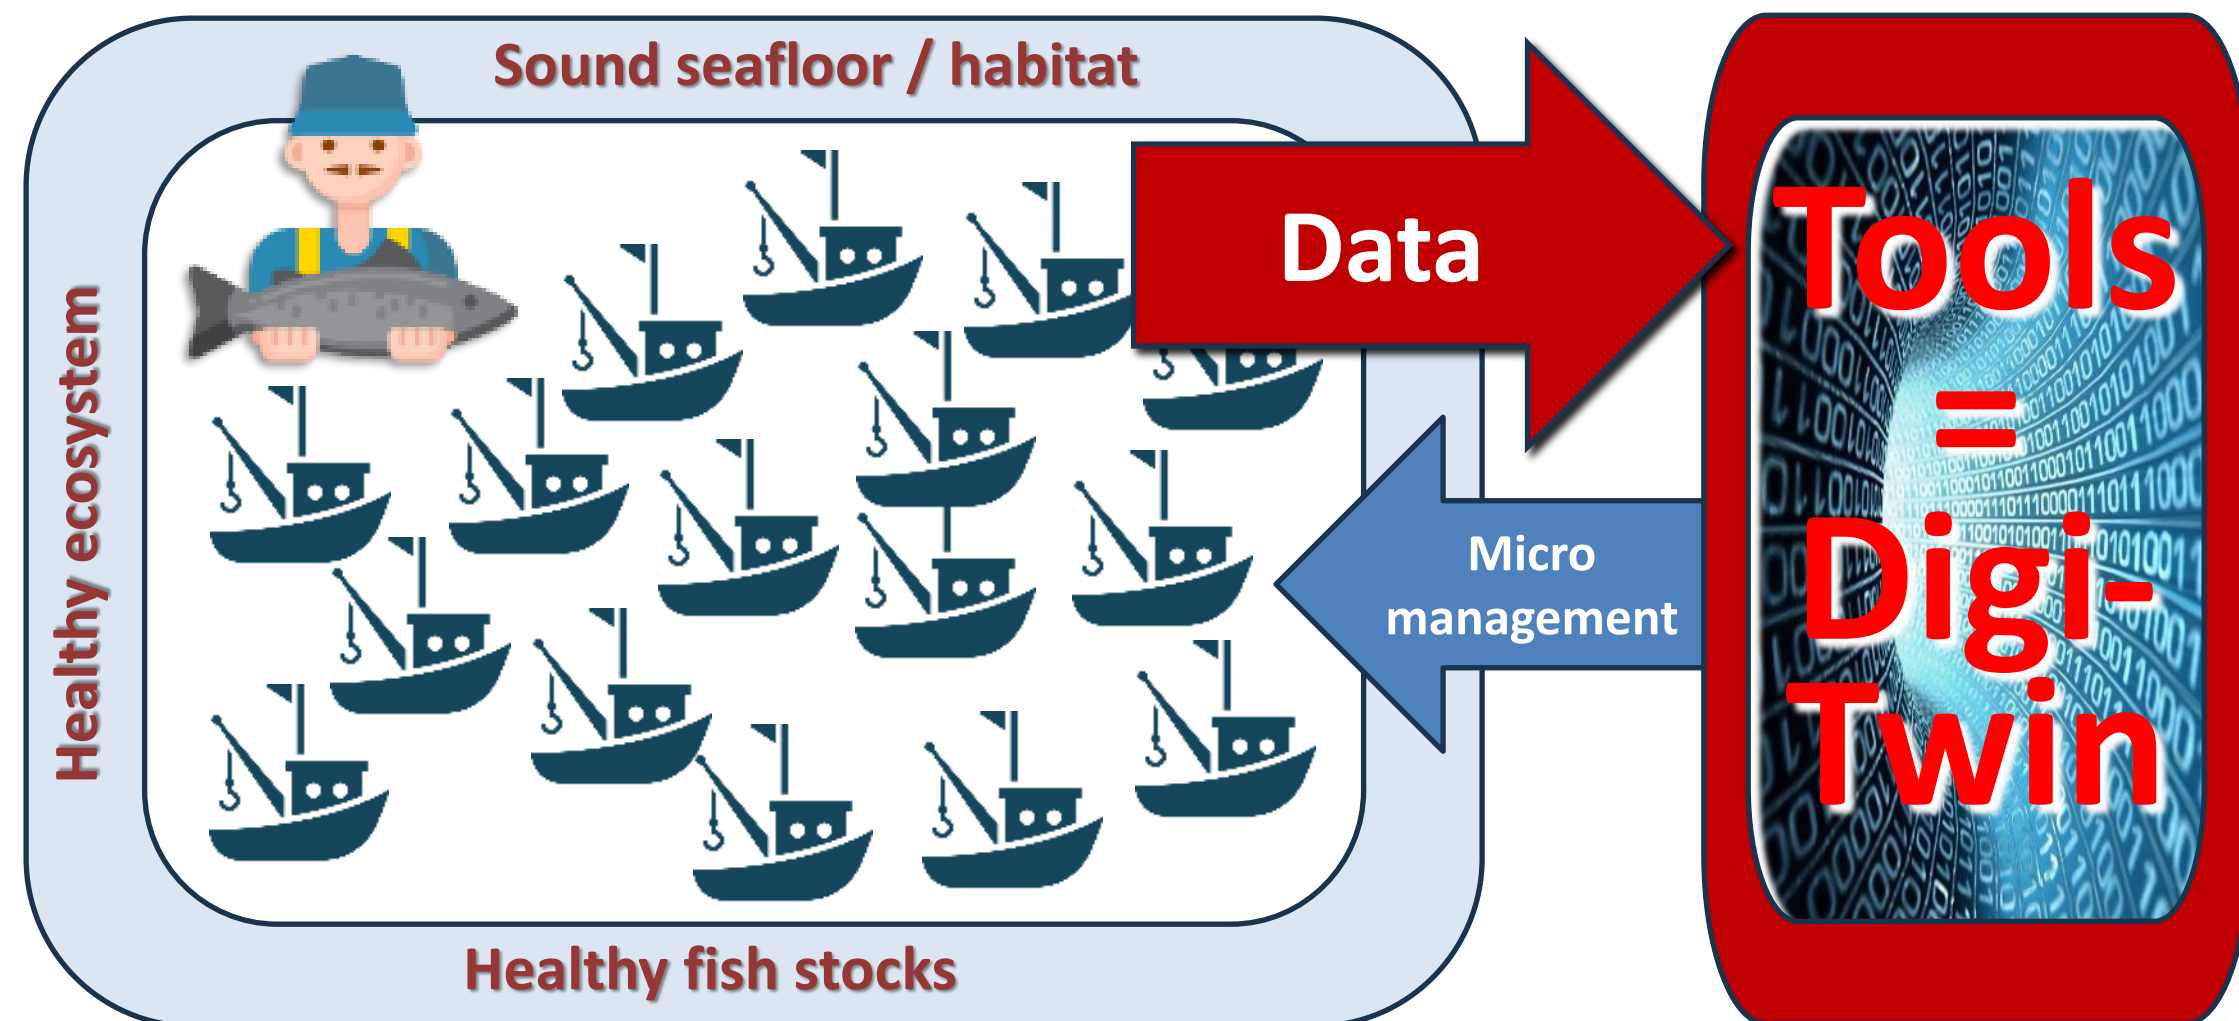 Sound seafloor / habitat
Healthy ecosystem
Data
Micro
management
Healthy fish stocks
Tools
=
Digi-
Twin